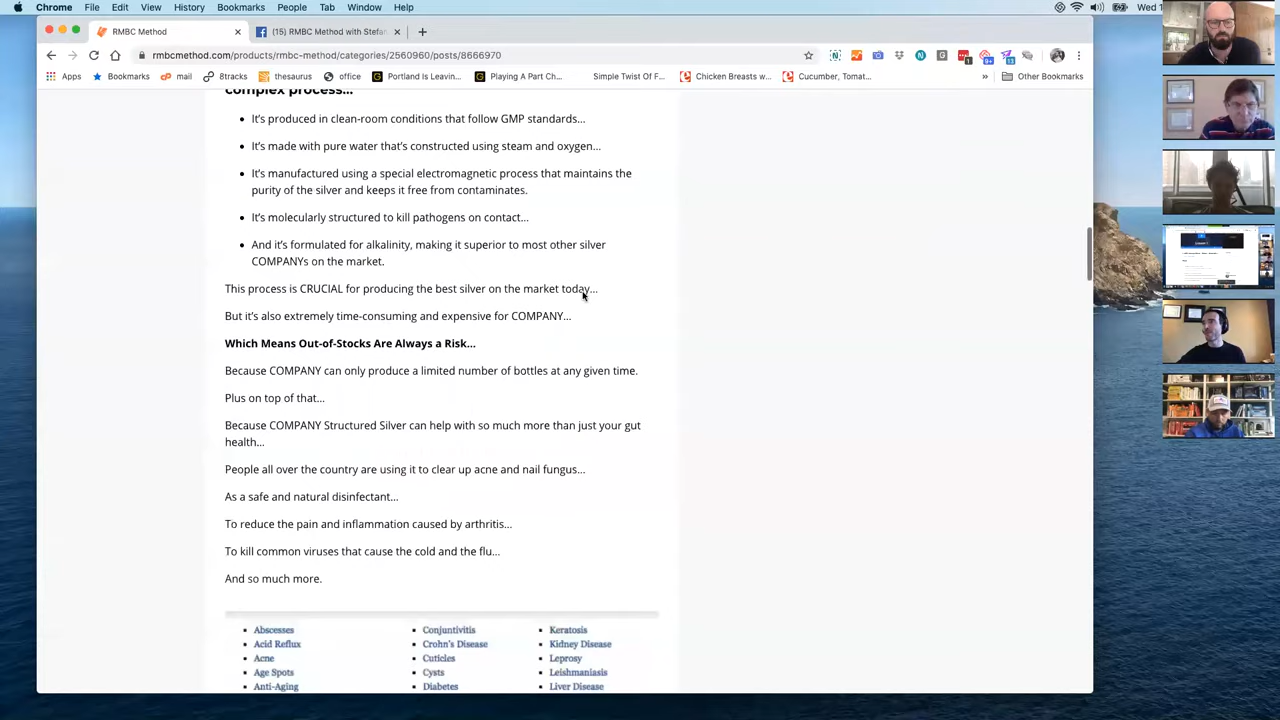 Chrome File Edit View History Bookmarks People Tab Window Help
RMBC Method
(15) RMBC Method with Stefan
rmbcmethod.com/products/rmbc-method/categories/2560960/posts/8586970
Apps Bookmarks mail 8tracks thesaurus office Portland Is Leavin... Playing A Part Ch... Simple Twist Of F... Chicken Breasts w... Cucumber, Tomat... » Other Bookmarks
complex process...
• It's produced in clean-room conditions that follow GMP standards...
• It's made with pure water that's constructed using steam and oxygen...
• It's manufactured using a special electromagnetic process that maintains the
purity of the silver and keeps it free from contaminates.
• It's molecularly structured to kill pathogens on contact...
• And it's formulated for alkalinity, making it superior to most other silver
COMPANYs on the market.
This process is CRUCIAL for producing the best silver on the market today...
But it's also extremely time-consuming and expensive for COMPANY...
Which Means Out-of-Stocks Are Always a Risk...
Because COMPANY can only produce a limited number of bottles at any given time.
Plus on top of that...
Because COMPANY Structured Silver can help with so much more than just your gut
health...
People all over the country are using it to clear up acne and nail fungus...
As a safe and natural disinfectant...
To reduce the pain and inflammation caused by arthritis...
To kill common viruses that cause the cold and the flu...
And so much more.
• Abscesses • Conjuntivitis • Keratosis
• Acid Reflux • Crohn's Disease • Kidney Disease
• Acne • Cuticles • Leprosy
• Age Spots • Cysts • Leishmaniasis
• Anti-Aging • Diabetes • Liver Disease